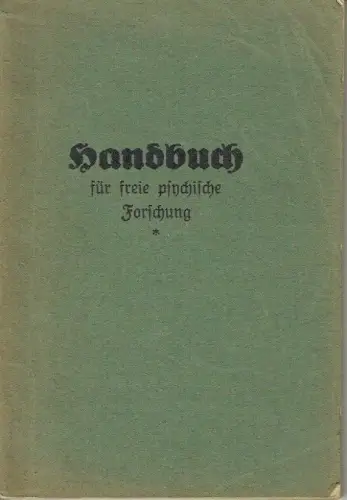 Handbuch
für freie psychische
Forschung
*